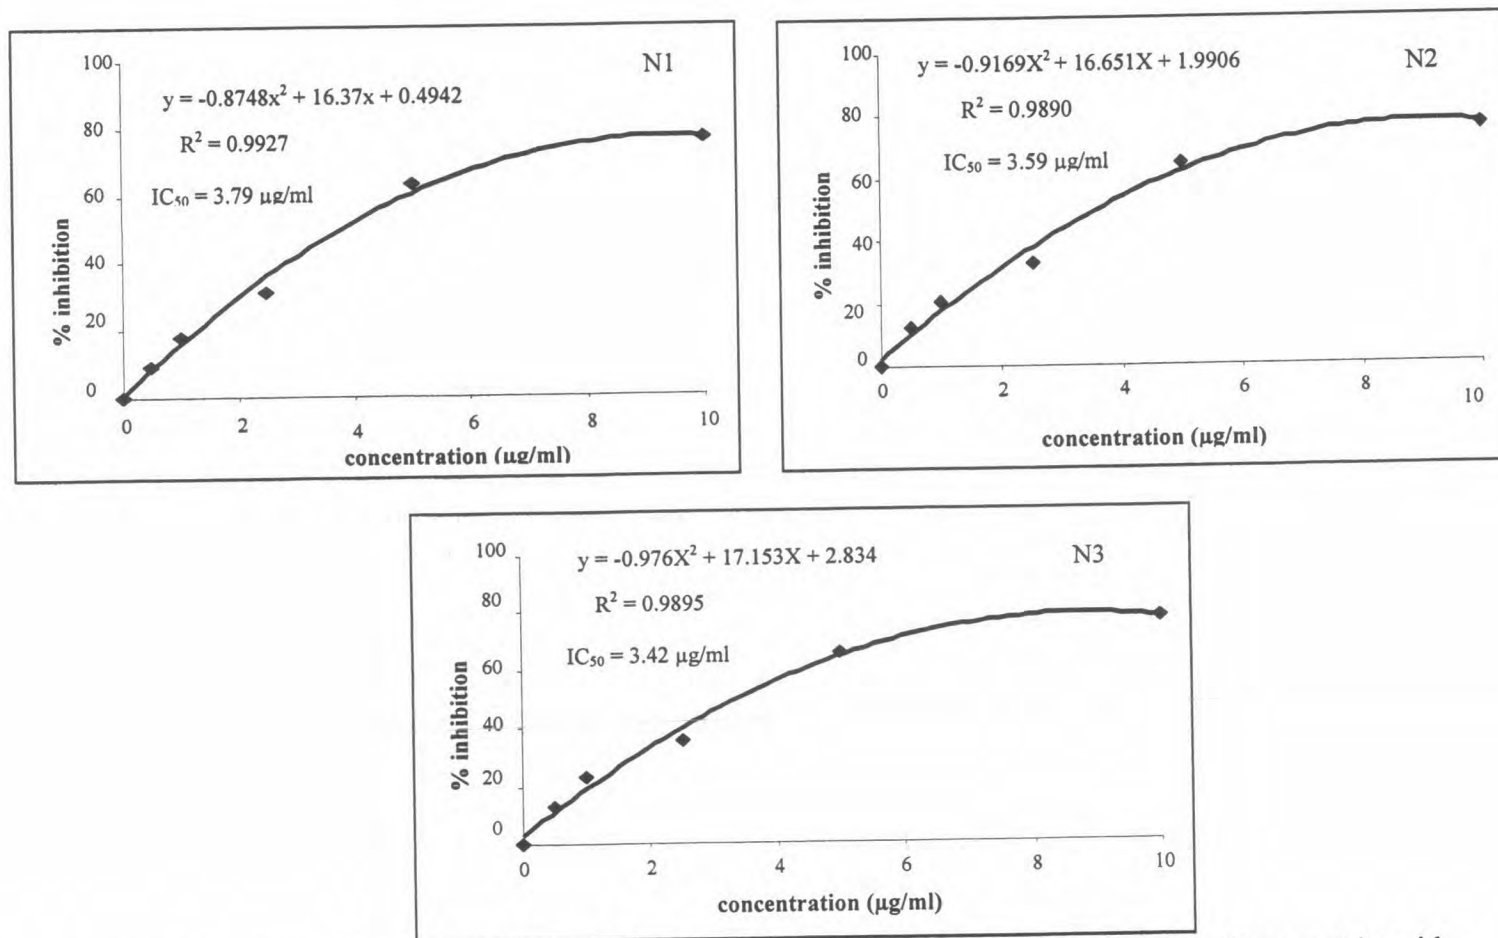 N1
y = -0.8748x² + 16.37x + 0.4942
R² = 0.9927
IC₅₀ = 3.79 µg/ml
% inhibition
100
80
60
40
20
0
0 2 4 6 8 10
concentration (µg/ml)
N2
y = -0.9169X² + 16.651X + 1.9906
R² = 0.9890
IC₅₀ = 3.59 µg/ml
% inhibition
100
80
60
40
20
0
0 2 4 6 8 10
concentration (µg/ml)
N3
y = -0.976X² + 17.153X + 2.834
R² = 0.9895
IC₅₀ = 3.42 µg/ml
% inhibition
100
80
60
40
20
0
0 2 4 6 8 10
concentration (µg/ml)